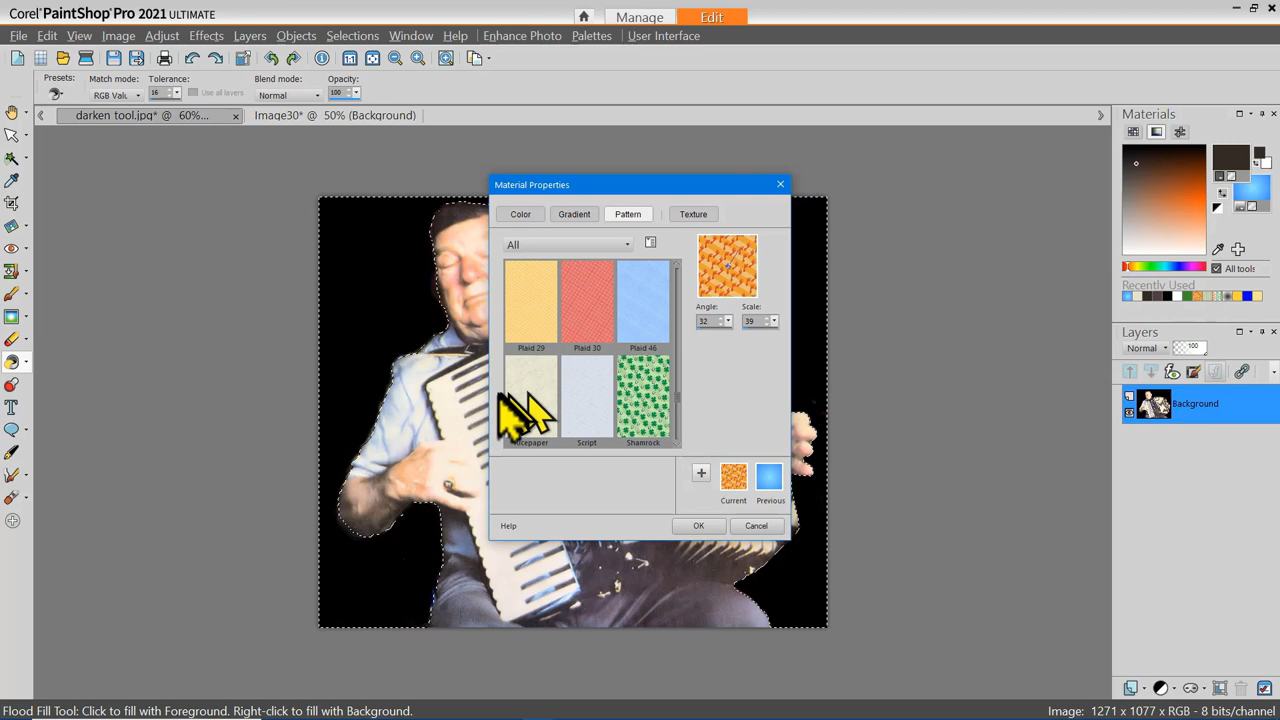 Corel PaintShop Pro 2021 ULTIMATE
Manage
Edit
File Edit View Image Adjust Effects Layers Objects Selections Window Help Enhance Photo Palettes User Interface
Presets: Match mode: Tolerance: Blend mode: Opacity:
RGB Valu 16 Use all layers Normal 100
darken tool.jpg* @ 60%...
Image30* @ 50% (Background)
Materials
All tools
Recently Used
Layers
Normal 100
Background
Material Properties
Color Gradient Pattern Texture
All
Plaid 29 Plaid 30 Plaid 46
Ricepaper Script Shamrock
Angle: Scale:
32 39
Current Previous
Help OK Cancel
Flood Fill Tool: Click to fill with Foreground. Right-click to fill with Background.
Image: 1271 x 1077 x RGB - 8 bits/channel